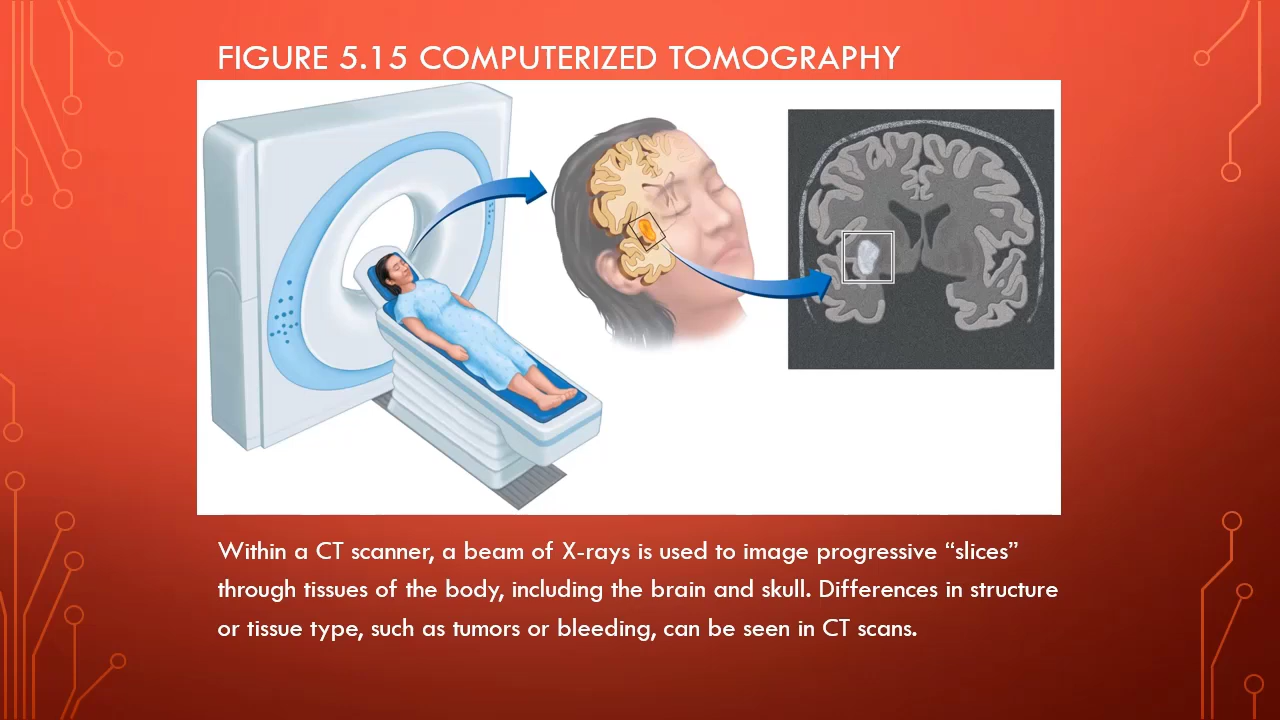 FIGURE 5.15 COMPUTERIZED TOMOGRAPHY
Within a CT scanner, a beam of X-rays is used to image progressive “slices”
through tissues of the body, including the brain and skull. Differences in structure
or tissue type, such as tumors or bleeding, can be seen in CT scans.